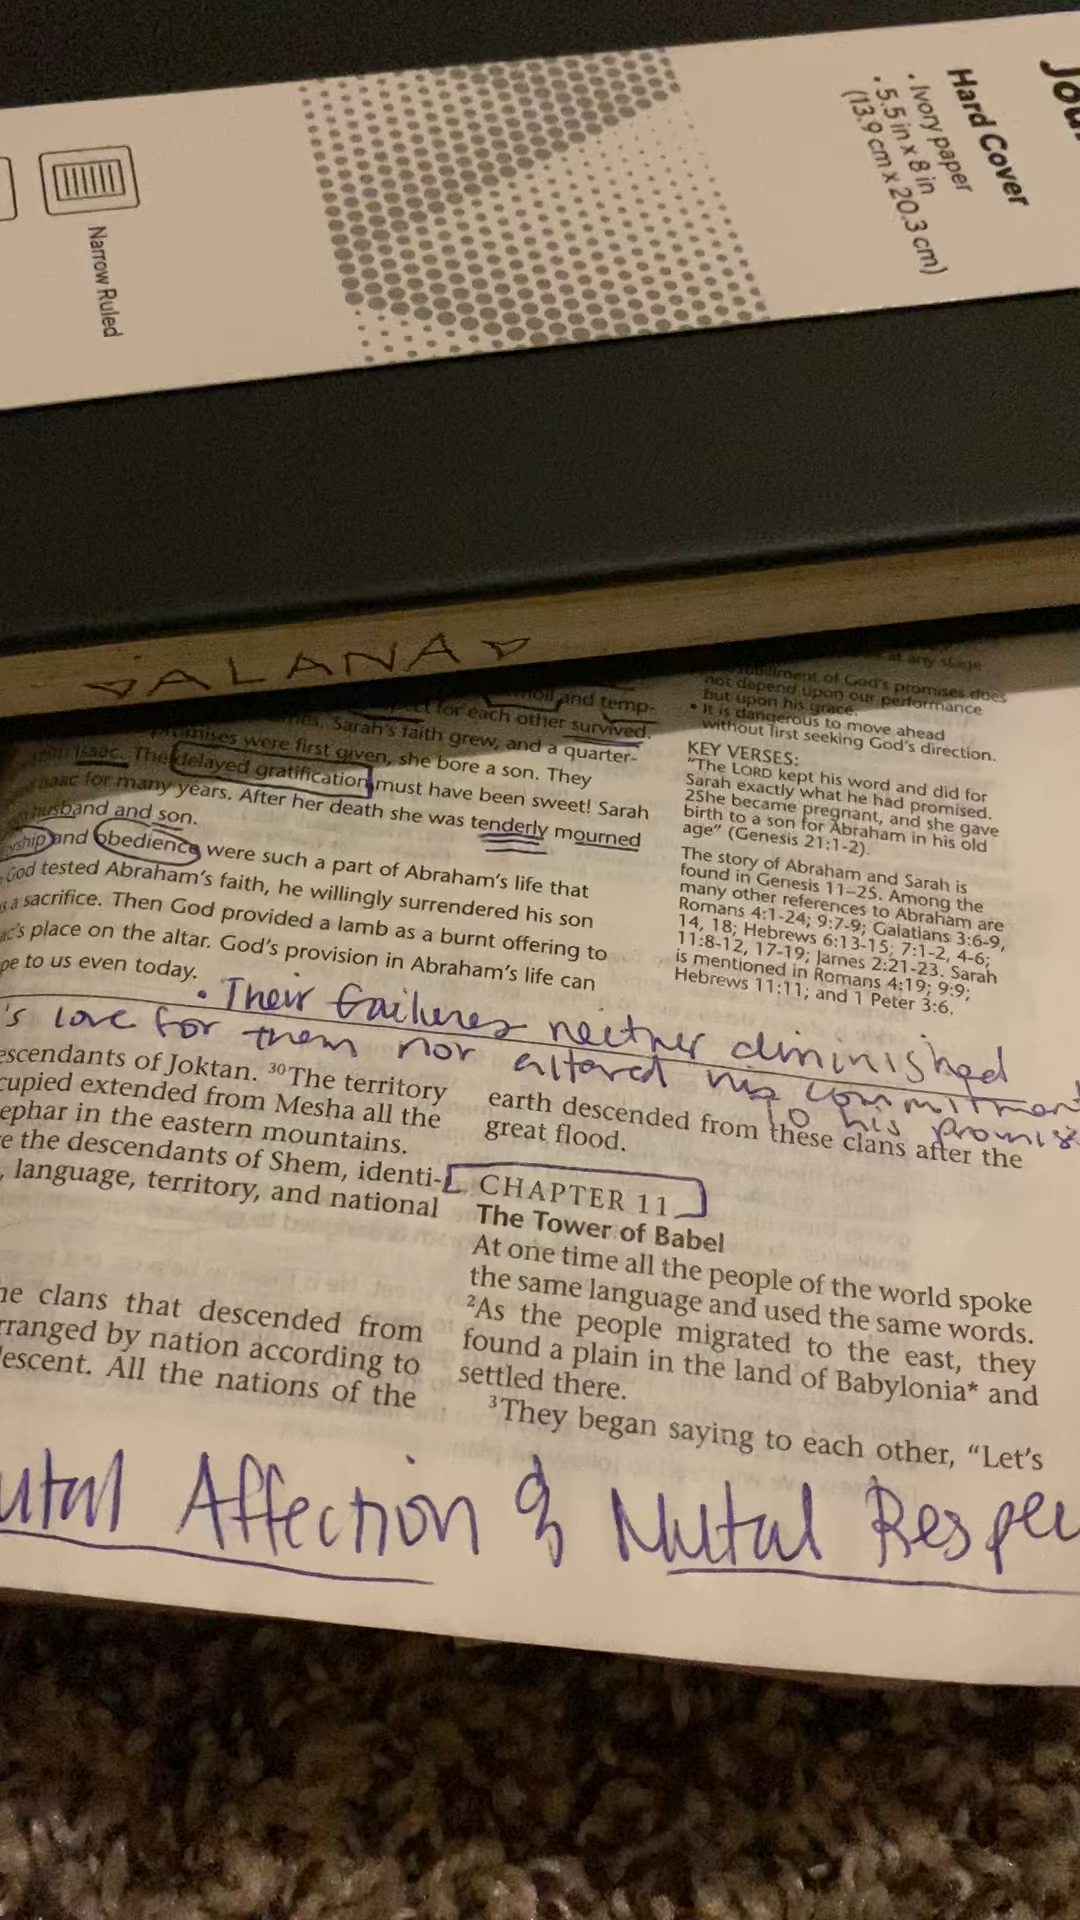 Jou
Hard Cover
• Ivory paper
• 5.5 in x 8 in
(13.9 cm x 20.3 cm)
Narrow Ruled
ALANA
and temp-
for each other survived.
Sarah's faith grew, and a quarter-
promises were first given, she bore a son. They
Isaac. The delayed gratification must have been sweet! Sarah
for many years. After her death she was tenderly mourned
husband and son.
and obedience were such a part of Abraham's life that
God tested Abraham's faith, he willingly surrendered his son
as a sacrifice. Then God provided a lamb as a burnt offering to
ac's place on the altar. God's provision in Abraham's life can
pe to us even today.
at any stage
of God's promises does
not depend upon our performance
but upon his grace.
• It is dangerous to move ahead
without first seeking God's direction.
KEY VERSES:
“The LORD kept his word and did for
Sarah exactly what he had promised.
2She became pregnant, and she gave
birth to a son for Abraham in his old
age” (Genesis 21:1-2).
The story of Abraham and Sarah is
found in Genesis 11–25. Among the
many other references to Abraham are
Romans 4:1-24; 9:7-9; Galatians 3:6-9,
14, 18; Hebrews 6:13-15; 7:1-2, 4-6;
11:8-12, 17-19; James 2:21-23. Sarah
is mentioned in Romans 4:19; 9:9;
Hebrews 11:11; and 1 Peter 3:6.
• Their failures neither diminished
's love for them nor altered his commitment
to his promise
escendants of Joktan. 30The territory
cupied extended from Mesha all the
ephar in the eastern mountains.
e the descendants of Shem, identi-
, language, territory, and national
he clans that descended from
rranged by nation according to
descent. All the nations of the
earth descended from these clans after the
great flood.
CHAPTER 11
The Tower of Babel
At one time all the people of the world spoke
the same language and used the same words.
2As the people migrated to the east, they
found a plain in the land of Babylonia* and
settled there.
3They began saying to each other, “Let's
utal Affection & Mutal Respec